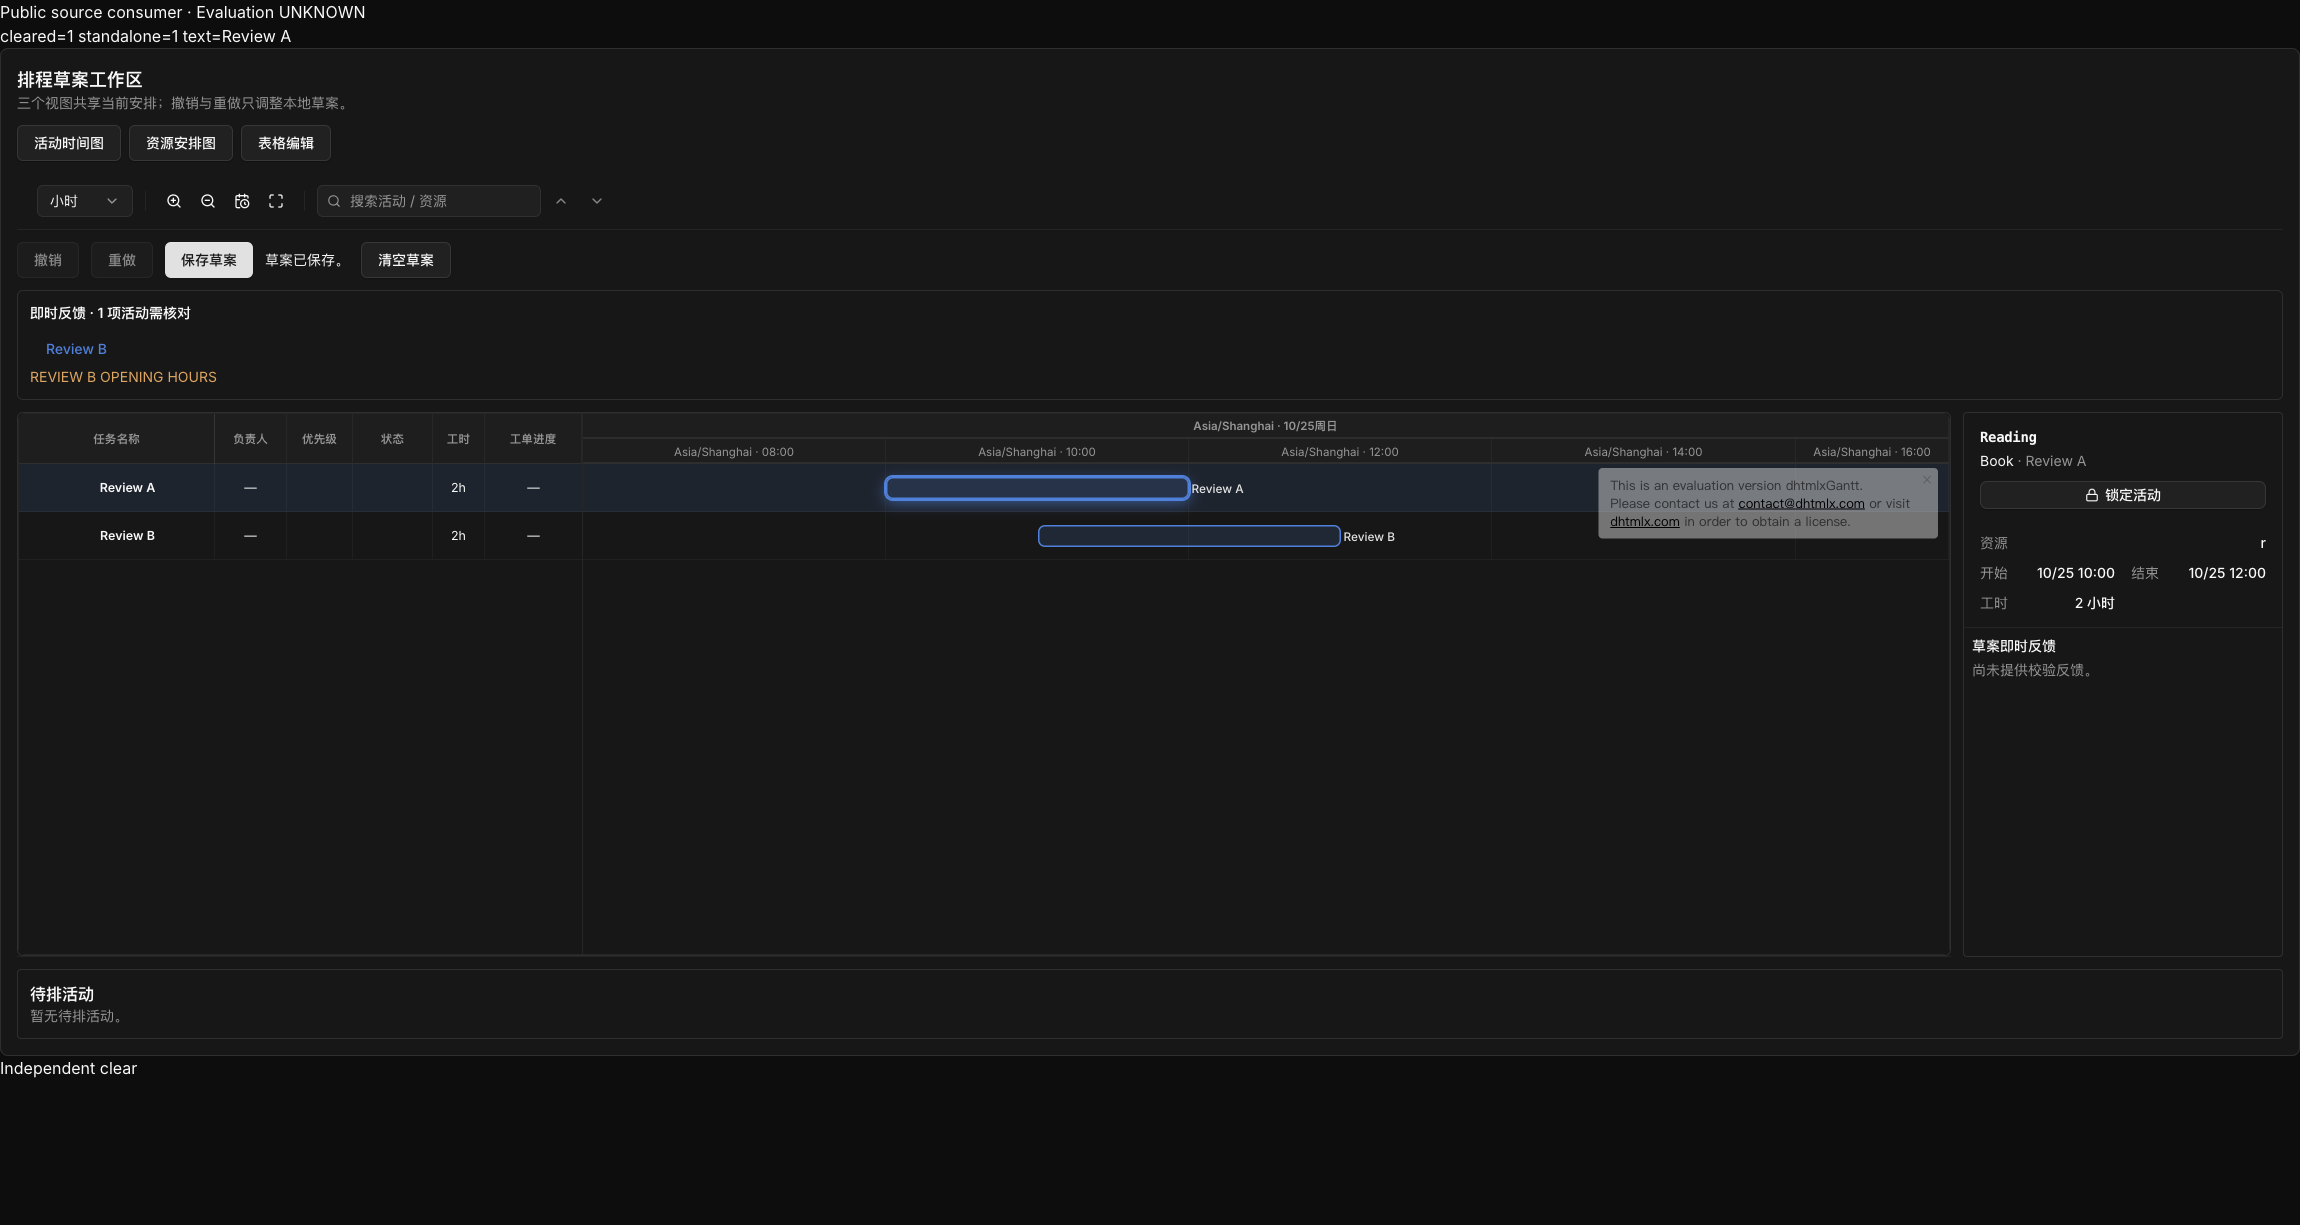 Public source consumer · Evaluation UNKNOWN
cleared=1 standalone=1 text=Review A
排程草案工作区
三个视图共享当前安排；撤销与重做只调整本地草案。
活动时间图 资源安排图 表格编辑
小时 搜索活动 / 资源
撤销 重做 保存草案 草案已保存。 清空草案
即时反馈 · 1 项活动需核对
Review B
REVIEW B OPENING HOURS
任务名称 负责人 优先级 状态 工时 工单进度
Asia/Shanghai · 10/25周日
Asia/Shanghai · 08:00 Asia/Shanghai · 10:00 Asia/Shanghai · 12:00 Asia/Shanghai · 14:00 Asia/Shanghai · 16:00
Review A — 2h — Review A
Review B — 2h — Review B
This is an evaluation version dhtmlxGantt.
Please contact us at contact@dhtmlx.com or visit
dhtmlx.com in order to obtain a license.
Reading
Book · Review A
锁定活动
资源 r
开始 10/25 10:00 结束 10/25 12:00
工时 2 小时
草案即时反馈
尚未提供校验反馈。
待排活动
暂无待排活动。
Independent clear